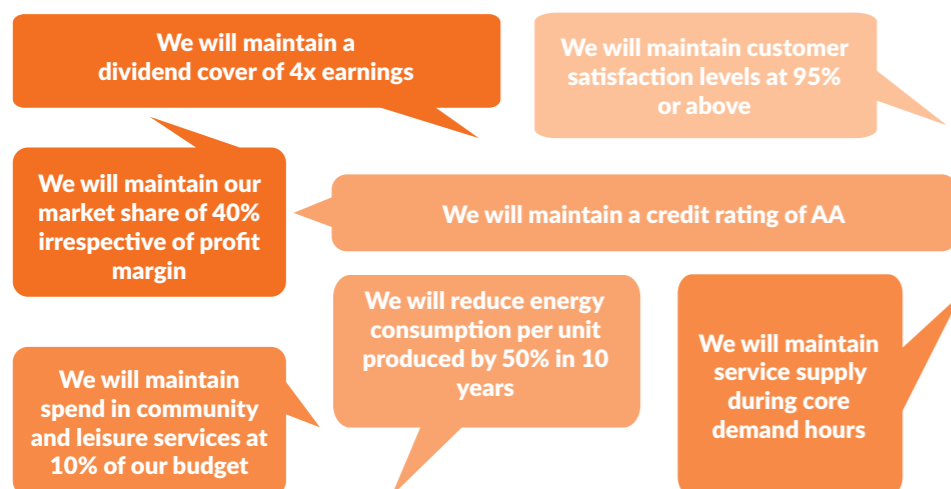 We will maintain a
dividend cover of 4x earnings
We will maintain customer
satisfaction levels at 95%
or above
We will maintain our
market share of 40%
irrespective of profit
margin
We will maintain a credit rating of AA
We will reduce energy
consumption per unit
produced by 50% in 10
years
We will maintain
service supply
during core
demand hours
We will maintain
spend in community
and leisure services at
10% of our budget